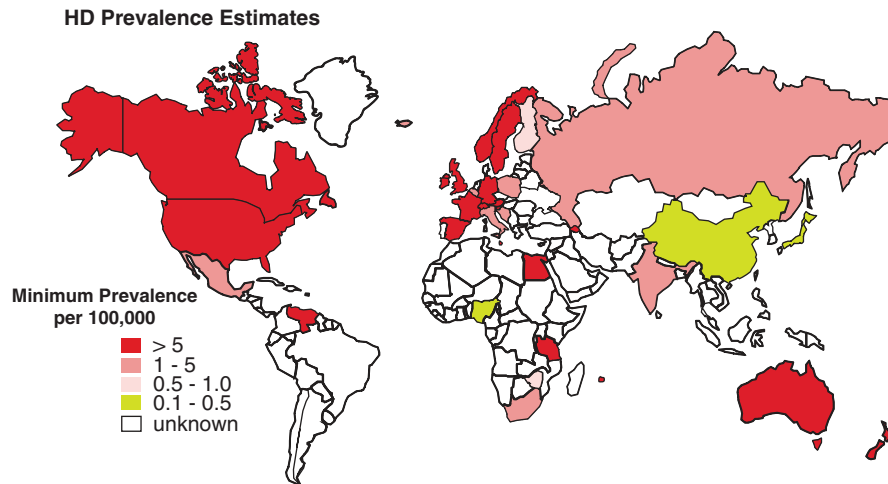 HD Prevalence Estimates
Minimum Prevalence
per 100,000
> 5
1 - 5
0.5 - 1.0
0.1 - 0.5
unknown